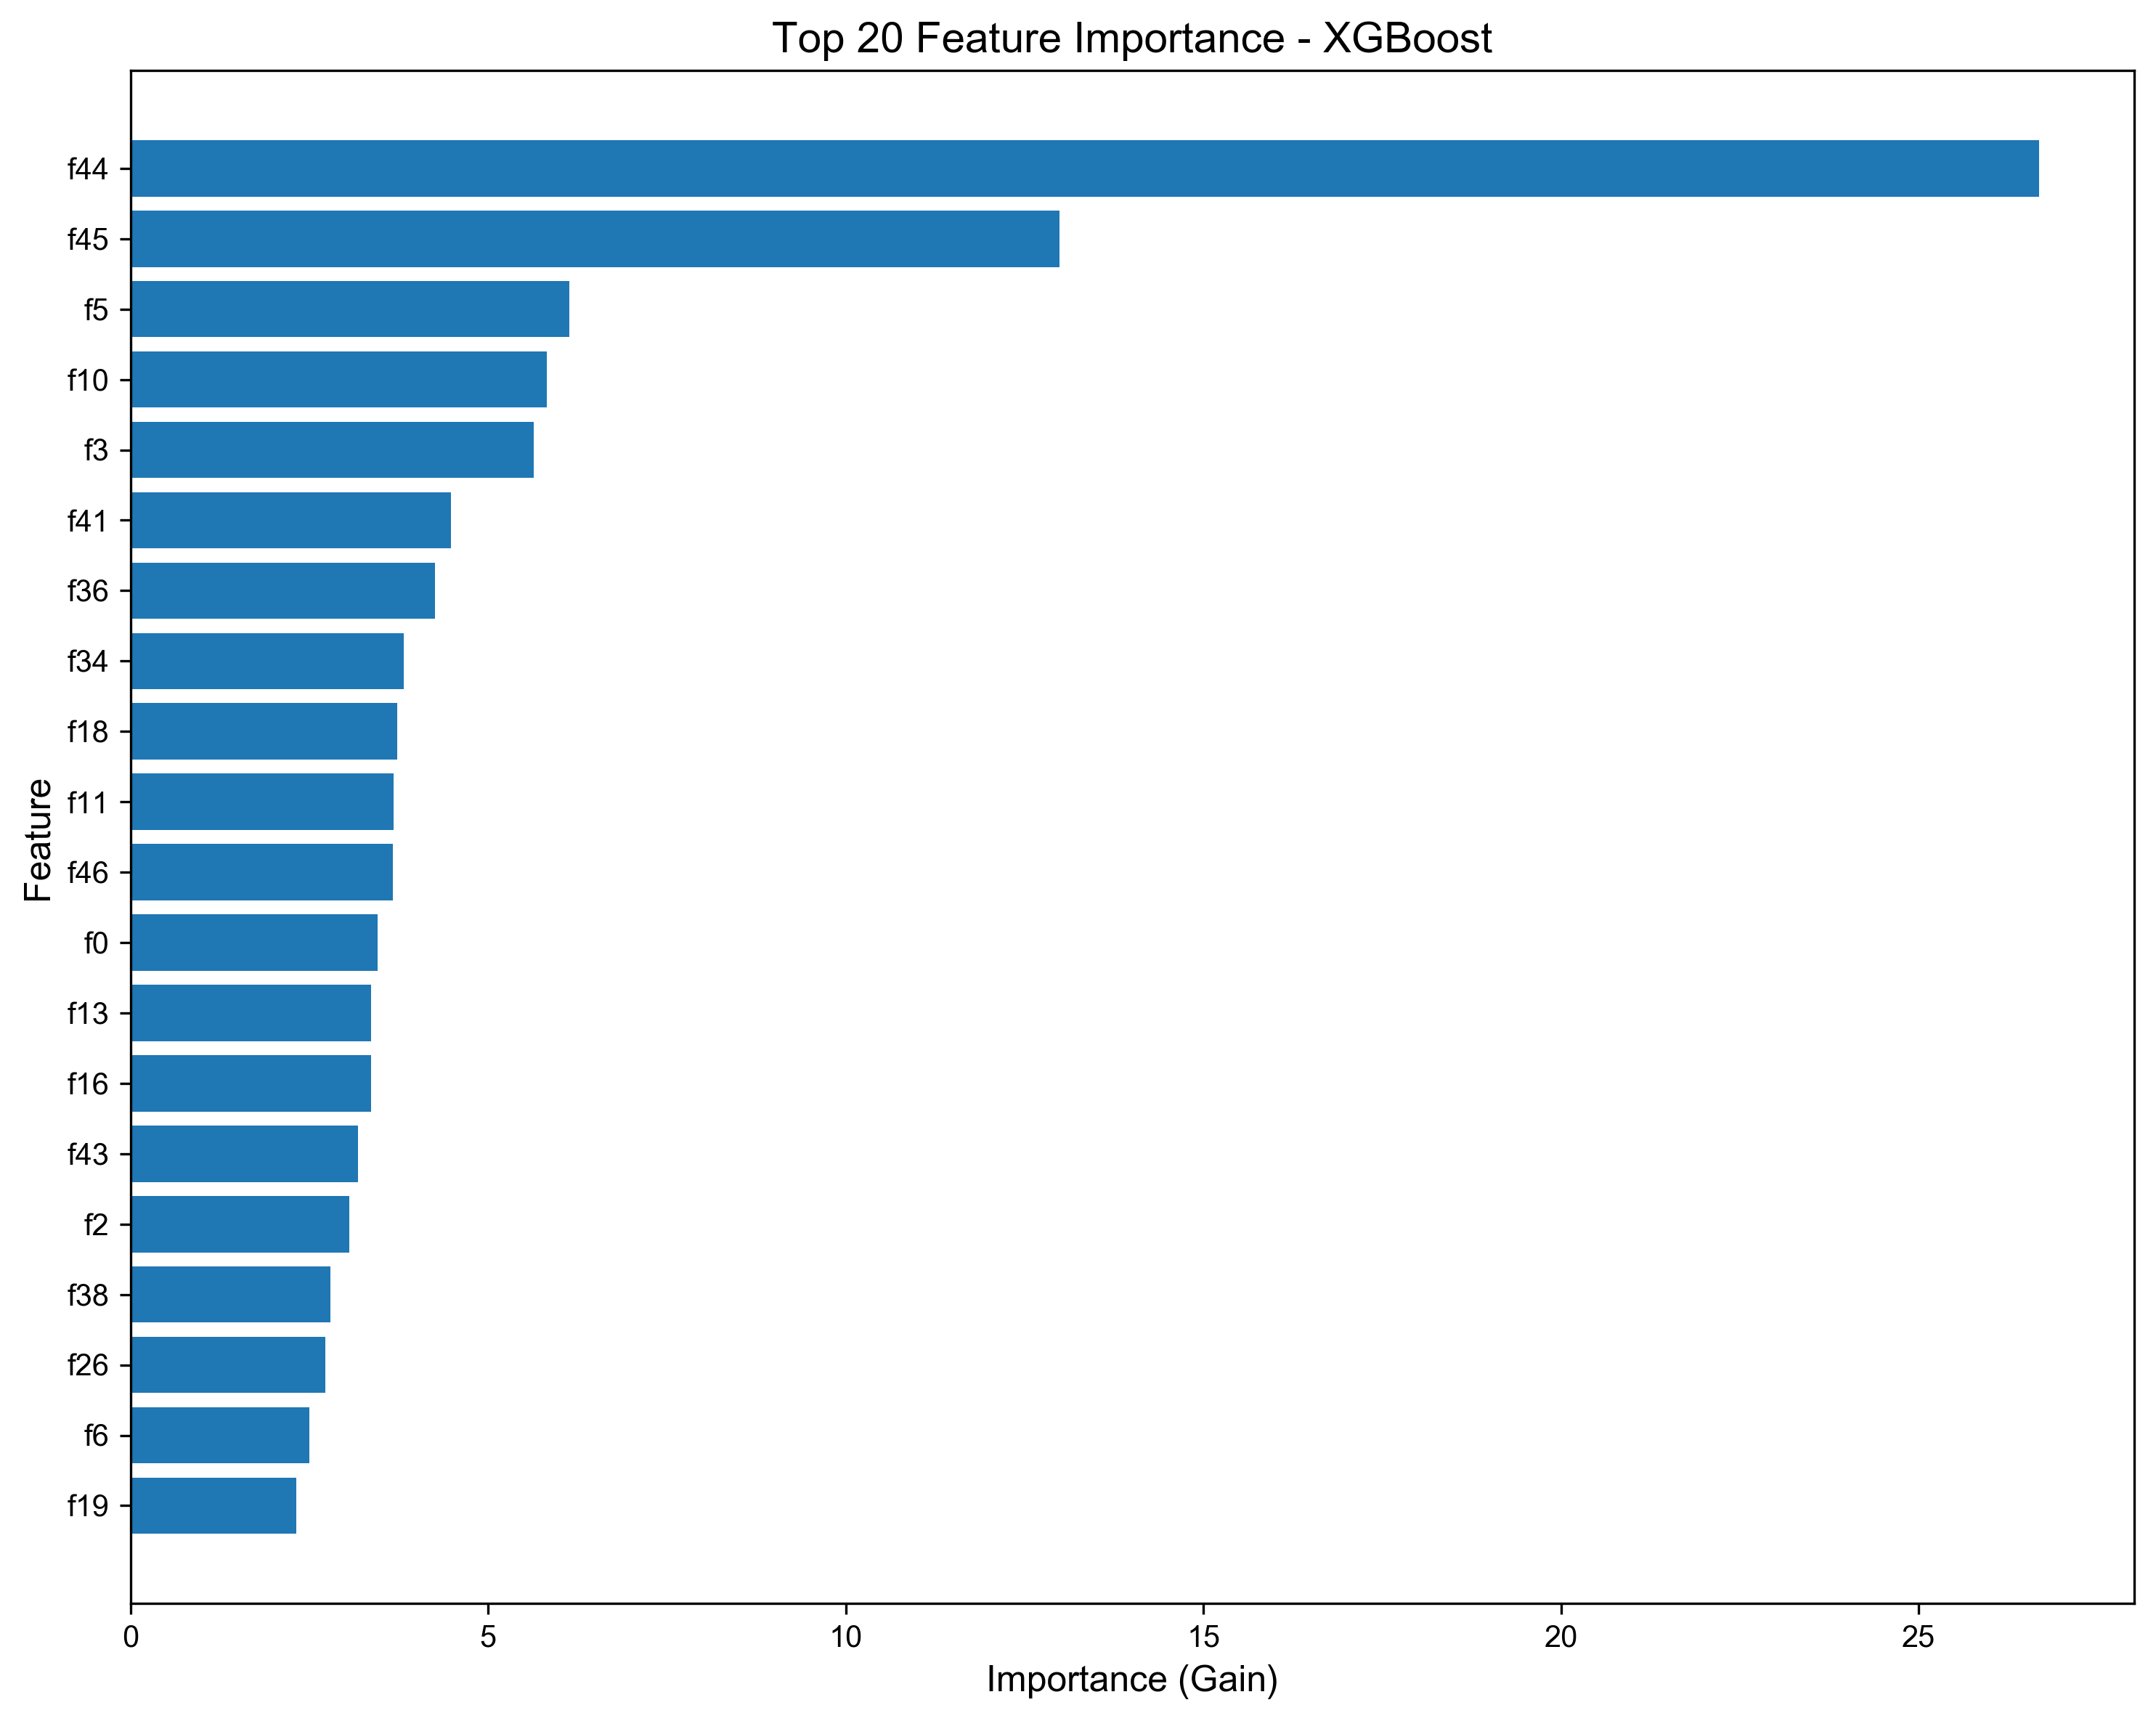 Top 20 Feature Importance - XGBoost
f44
f45
f5
f10
f3
f41
f36
f34
f18
f11
f46
f0
f13
f16
f43
f2
f38
f26
f6
f19
Feature
0 5 10 15 20 25
Importance (Gain)